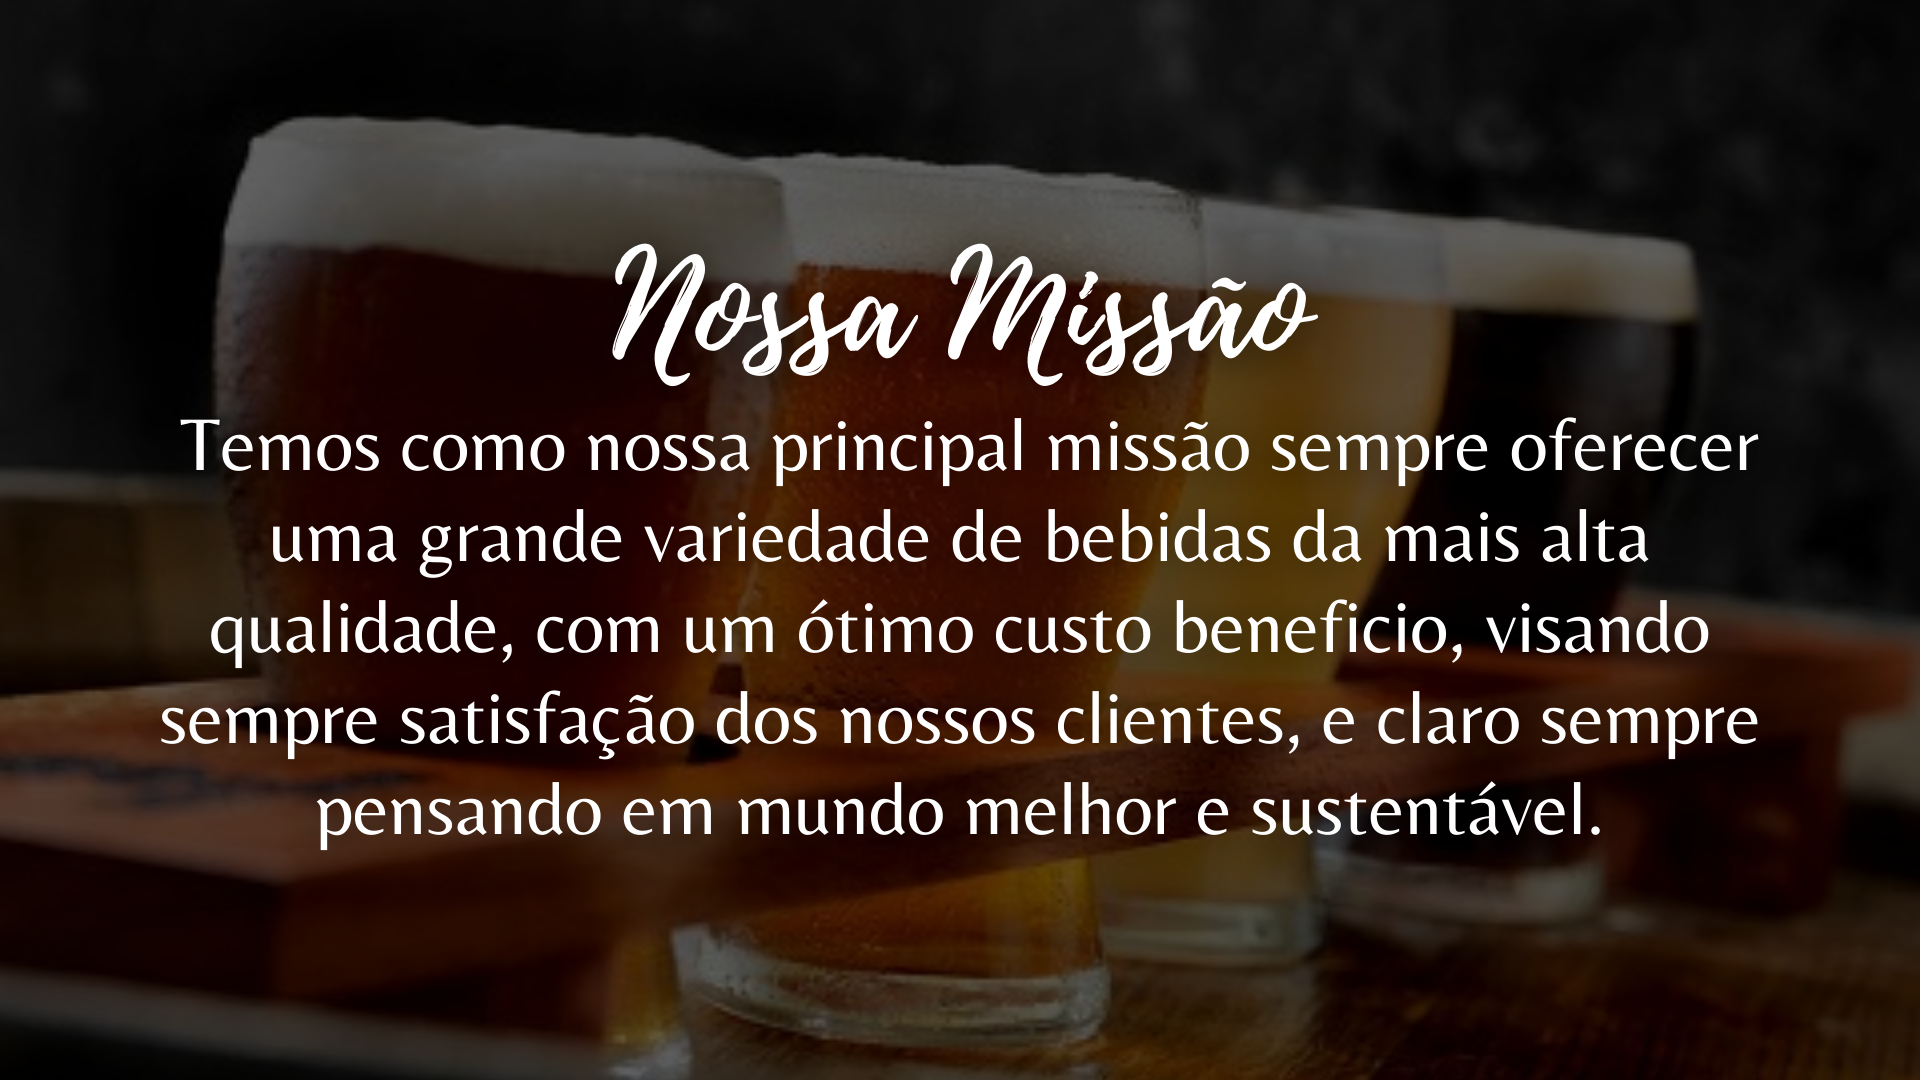 Nossa Missão
Temos como nossa principal missão sempre oferecer
uma grande variedade de bebidas da mais alta
qualidade, com um ótimo custo beneficio, visando
sempre satisfação dos nossos clientes, e claro sempre
pensando em mundo melhor e sustentável.